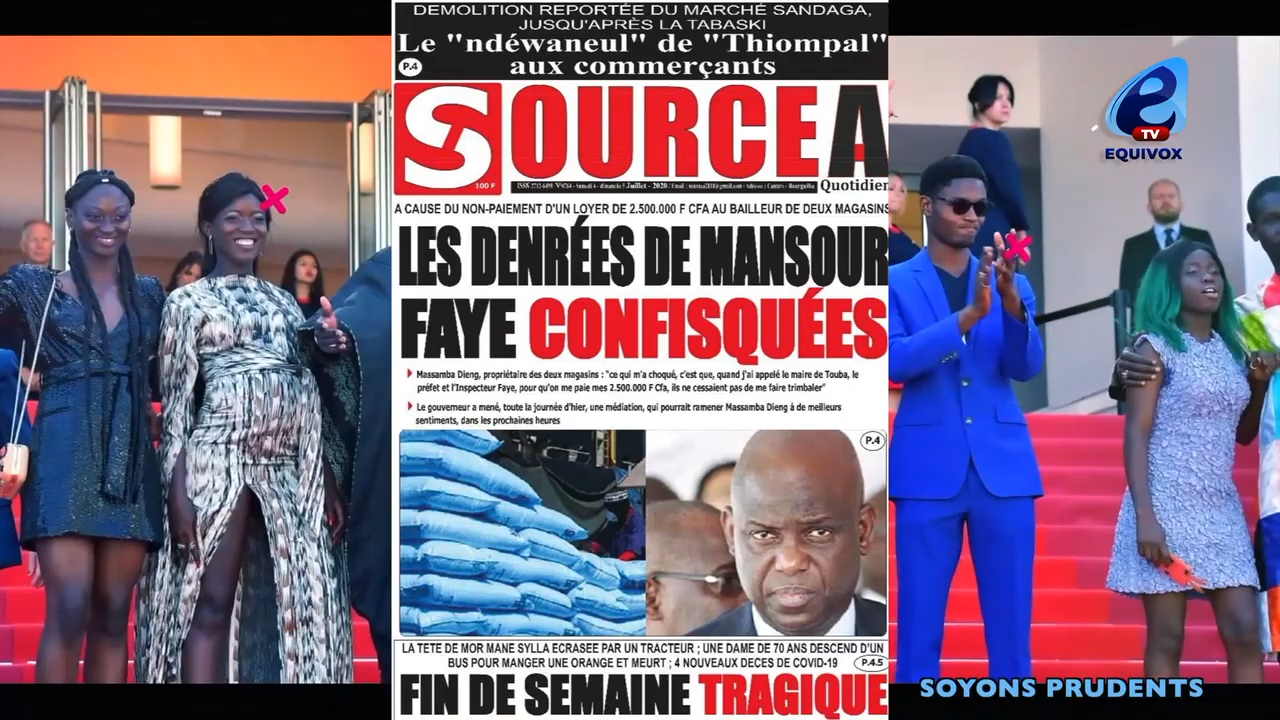 DEMOLITION REPORTÉE DU MARCHÉ SANDAGA,
JUSQU'APRÈS LA TABASKI
Le "ndéwaneul" de "Thiompal"
P.4
aux commerçants
SOURCEA
100 F
Juillet - 2020
Quotidien
A CAUSE DU NON-PAIEMENT D'UN LOYER DE 2.500.000 F CFA AU BAILLEUR DE DEUX MAGASINS
LES DENRÉES DE MANSOUR
FAYE CONFISQUÉES
Massamba Dieng, propriétaire des deux magasins : "ce qui m'a choqué, c'est que, quand j'ai appelé le maire de Touba, le
préfet et l'Inspecteur Faye, pour qu'on me paie mes 2.500.000 F Cfa, ils ne cessaient pas de me faire trimbaler"
Le gouverneur a mené, toute la journée d'hier, une médiation, qui pourrait ramener Massamba Dieng à de meilleurs
sentiments, dans les prochaines heures
P.4
LA TETE DE MOR MANE SYLLA ECRASEE PAR UN TRACTEUR ; UNE DAME DE 70 ANS DESCEND D'UN
BUS POUR MANGER UNE ORANGE ET MEURT ; 4 NOUVEAUX DECES DE COVID-19
P.4.5
FIN DE SEMAINE TRAGIQUE
e
TV
EQUIVOX
SOYONS PRUDENTS